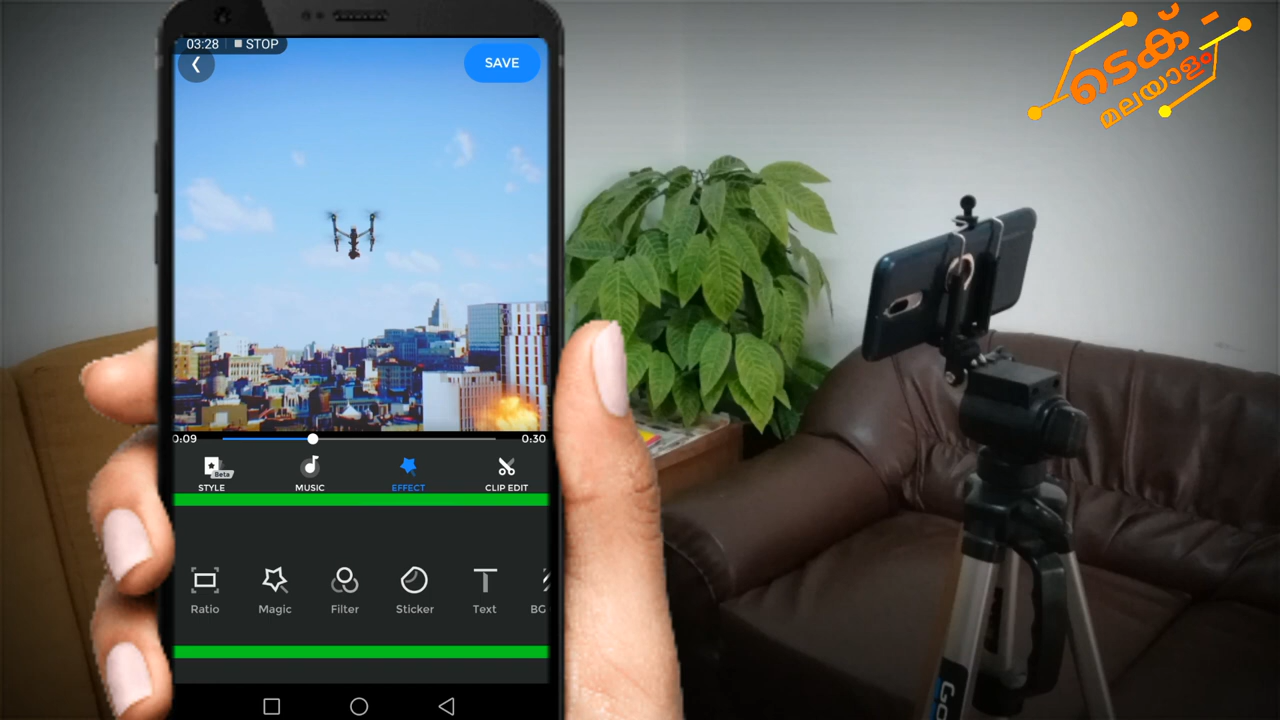 03:28 STOP
SAVE
0:09 0:30
Beta
STYLE MUSIC EFFECT CLIP EDIT
Ratio Magic Filter Sticker Text BG
ടെക്
മലയാളം